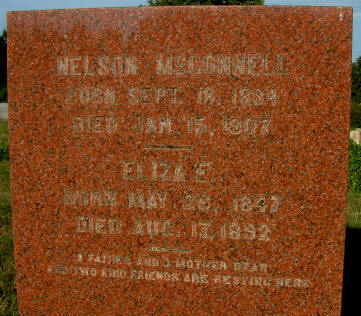 NELSON McCONNELL
BORN SEPT. 18, 1834
DIED JAN. 15, 1907
ELIZA E.
BORN MAY 26, 1847
DIED AUG. 17, 1892
A FATHER AND A MOTHER DEAR
AND TWO KIND FRIENDS ARE RESTING HERE